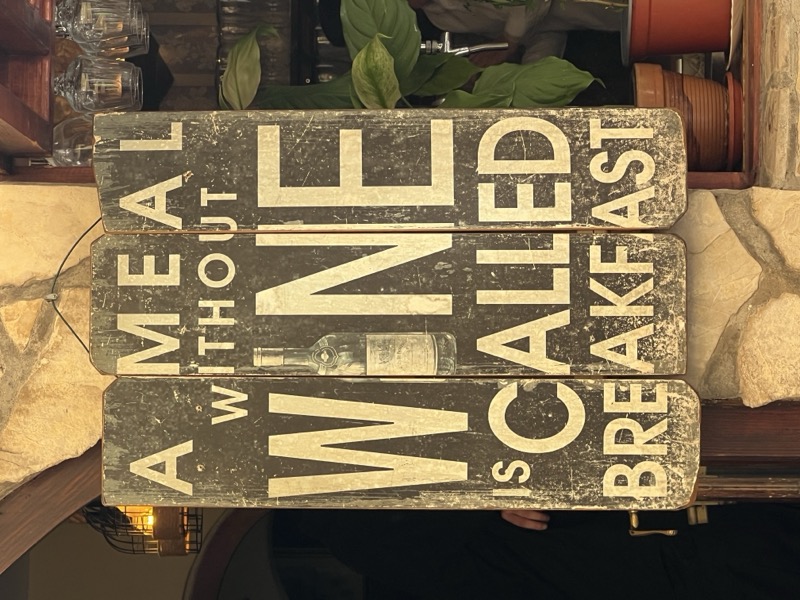 A MEAL
WITHOUT
WINE
IS CALLED
BREAKFAST